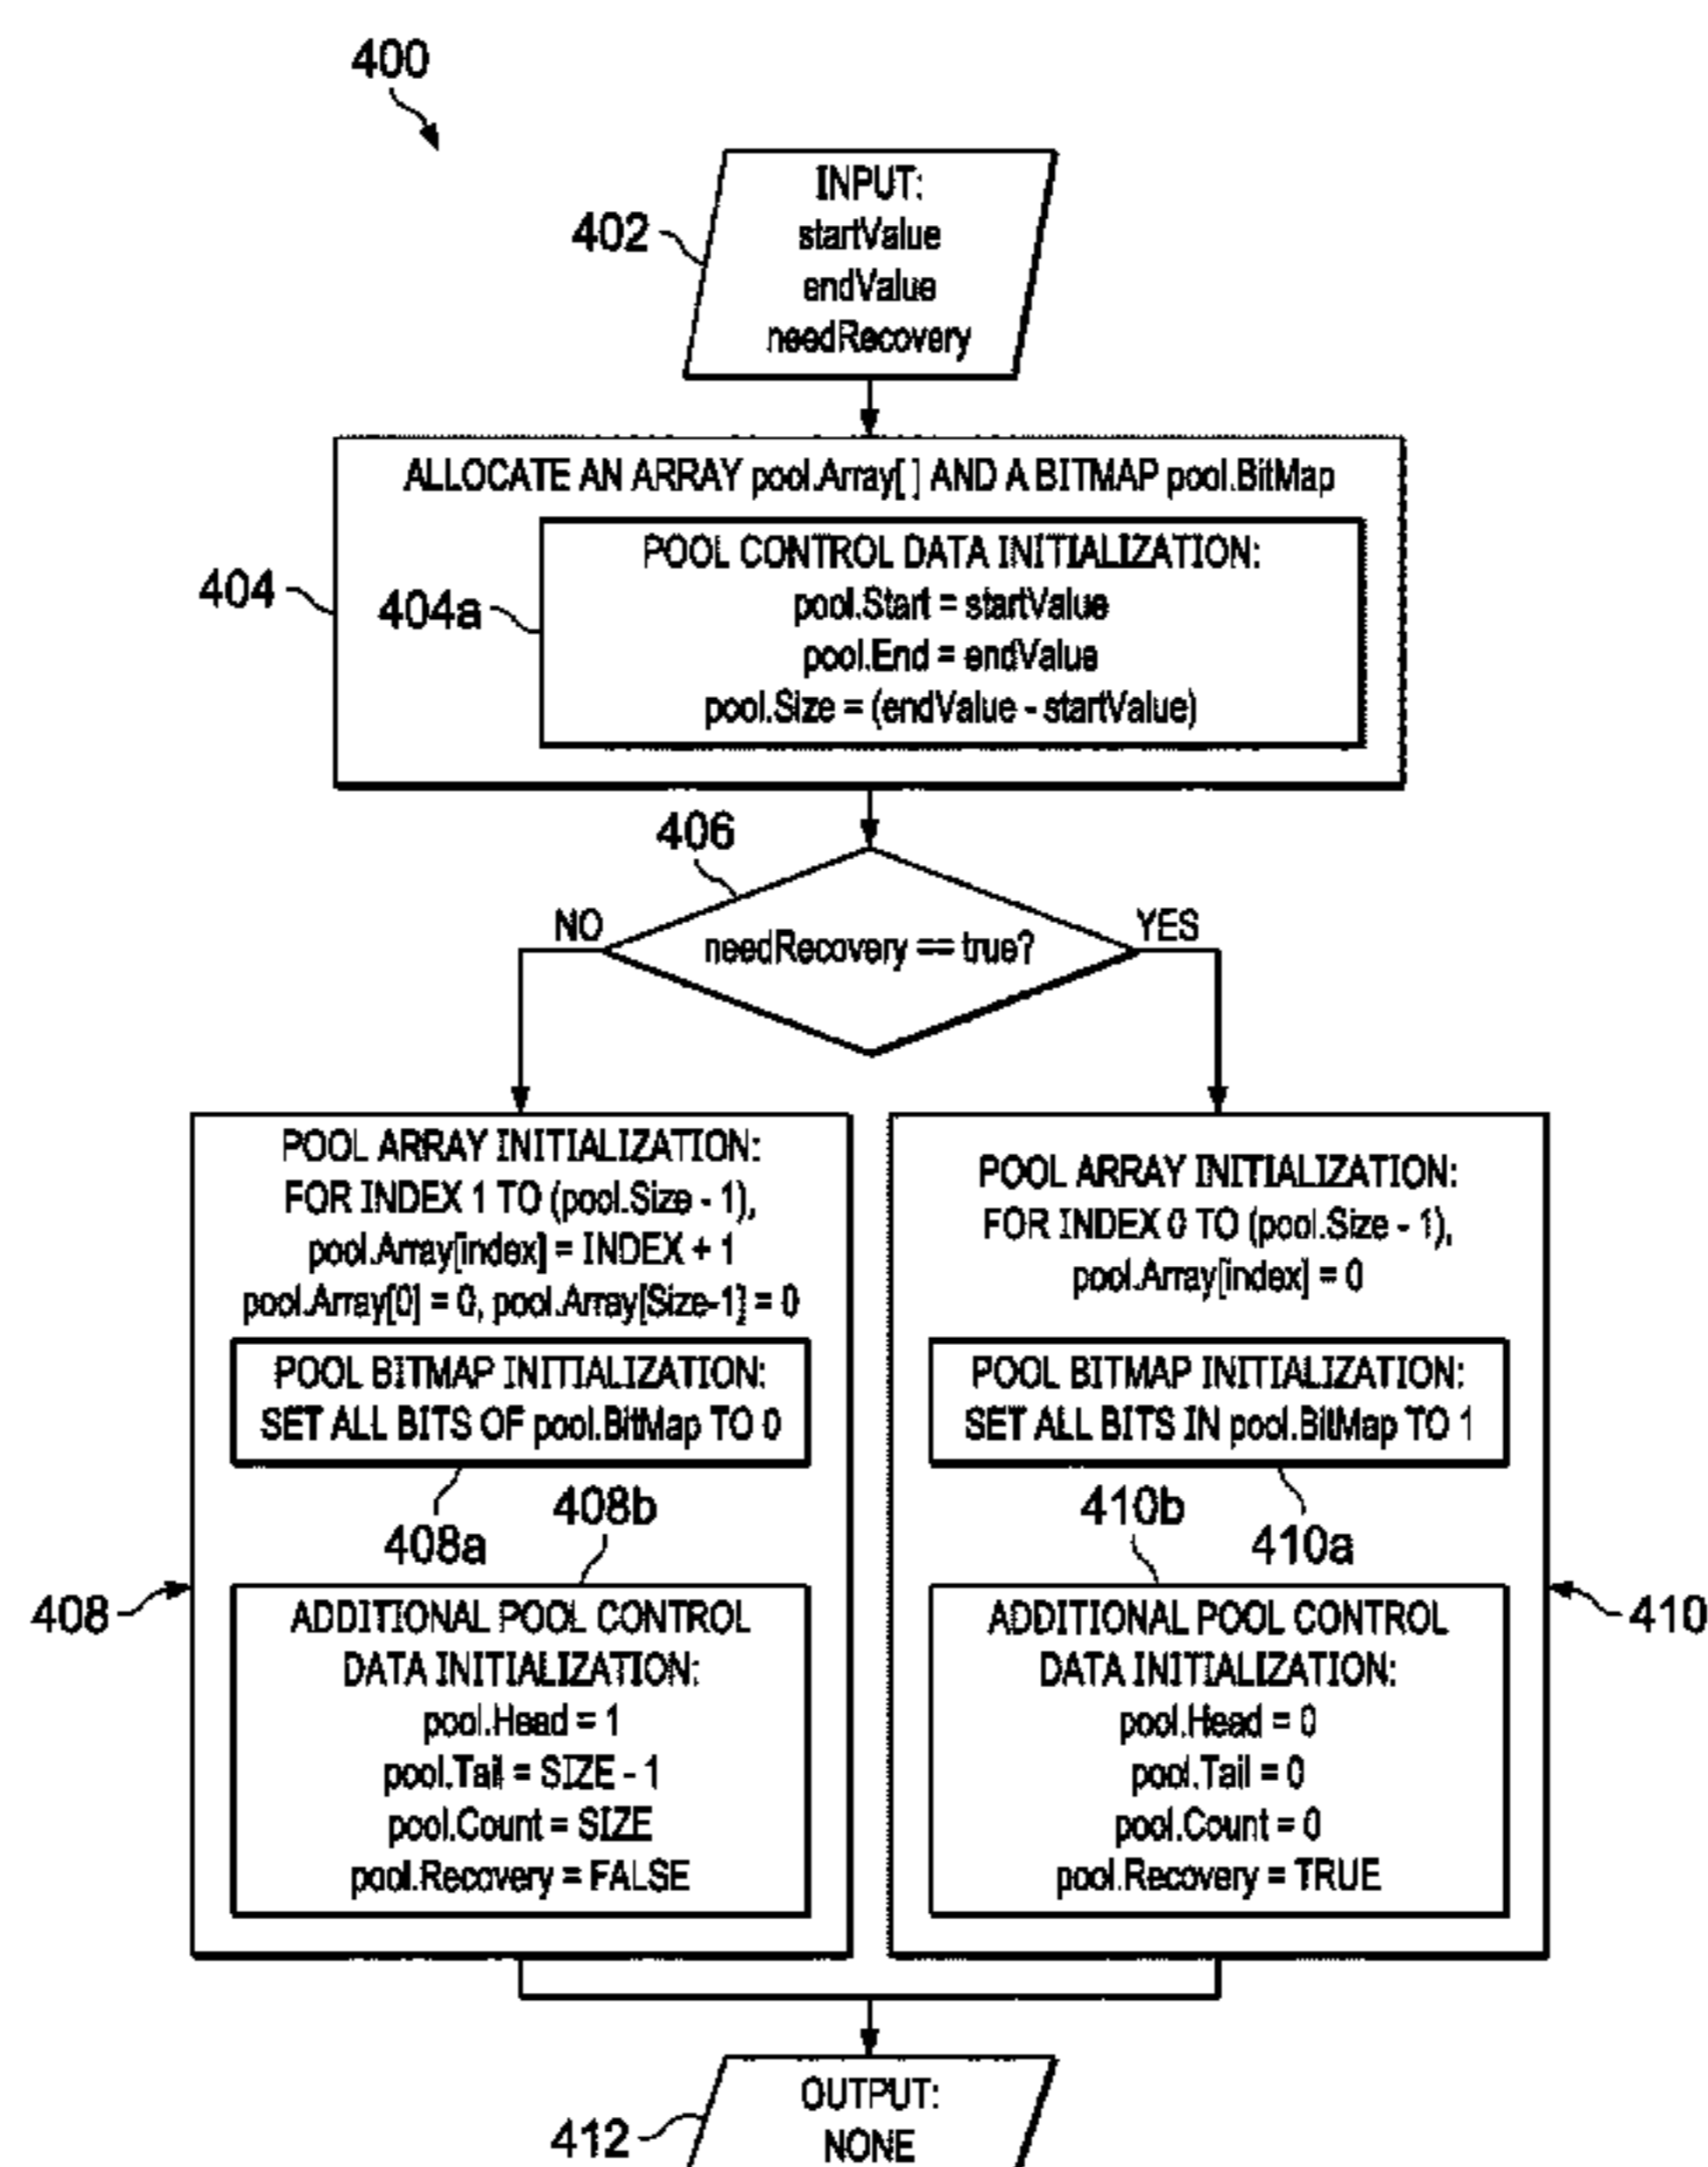 400
402
INPUT:
startValue
endValue
needRecovery
404
ALLOCATE AN ARRAY pool.Array[ ] AND A BITMAP pool.BitMap
404a
POOL CONTROL DATA INITIALIZATION:
pool.Start = startValue
pool.End = endValue
pool.Size = (endValue - startValue)
406
needRecovery == true?
NO
YES
408
POOL ARRAY INITIALIZATION:
FOR INDEX 1 TO (pool.Size - 1),
pool.Array[index] = INDEX + 1
pool.Array[0] = 0, pool.Array[Size-1] = 0
POOL BITMAP INITIALIZATION:
SET ALL BITS OF pool.BitMap TO 0
408a
408b
ADDITIONAL POOL CONTROL
DATA INITIALIZATION:
pool.Head = 1
pool.Tail = SIZE - 1
pool.Count = SIZE
pool.Recovery = FALSE
410
POOL ARRAY INITIALIZATION:
FOR INDEX 0 TO (pool.Size - 1),
pool.Array[index] = 0
POOL BITMAP INITIALIZATION:
SET ALL BITS IN pool.BitMap TO 1
410b
410a
ADDITIONAL POOL CONTROL
DATA INITIALIZATION:
pool.Head = 0
pool.Tail = 0
pool.Count = 0
pool.Recovery = TRUE
412
OUTPUT:
NONE